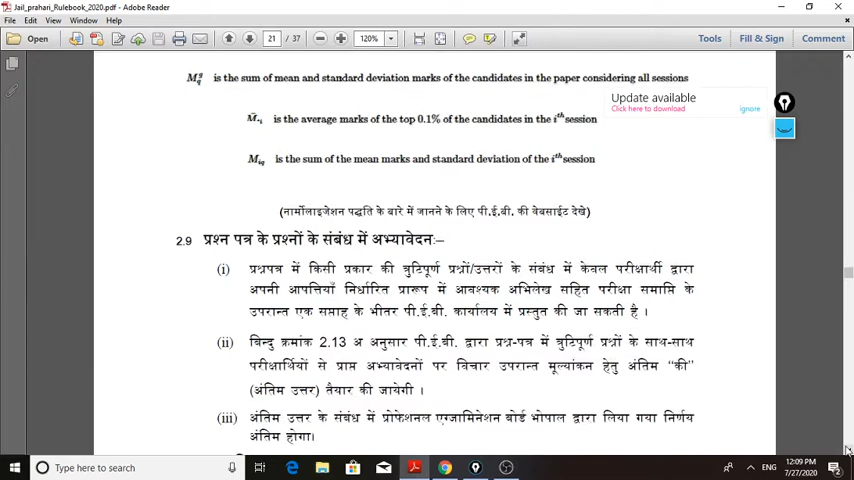 Jail_prahari_Rulebook_2020.pdf - Adobe Reader
File Edit View Window Help
Open 21 / 37 120% Tools Fill & Sign Comment
M_q^g is the sum of mean and standard deviation marks of the candidates in the paper considering all sessions
Update available
Click here to download ignore
M̄_ti is the average marks of the top 0.1% of the candidates in the i^th session
M_iq is the sum of the mean marks and standard deviation of the i^th session
(नार्मोलाइजेशन पद्धति के बारे में जानने के लिए पी.ई.बी. की वेबसाईट देखे)
2.9 प्रश्न पत्र के प्रश्नों के संबंध में अभ्यावेदनः–
(i) प्रश्नपत्र में किसी प्रकार की त्रुटिपूर्ण प्रश्नों/उत्तरों के संबंध में केवल परीक्षार्थी द्वारा
अपनी आपत्तियाँ निर्धारित प्रारूप में आवश्यक अभिलेख सहित परीक्षा समाप्ति के
उपरान्त एक सप्ताह के भीतर पी.ई.बी. कार्यालय में प्रस्तुत की जा सकती है ।
(ii) बिन्दु क्रमांक 2.13 अ अनुसार पी.ई.बी. द्वारा प्रश्न-पत्र में त्रुटिपूर्ण प्रश्नों के साथ-साथ
परीक्षार्थियों से प्राप्त अभ्यावेदनों पर विचार उपरान्त मूल्यांकन हेतु अंतिम "की"
(अंतिम उत्तर) तैयार की जायेगी ।
(iii) अंतिम उत्तर के संबंध में प्रोफेशनल एग्जामिनेशन बोर्ड भोपाल द्वारा लिया गया निर्णय
अंतिम होगा।
Type here to search
ENG
12:09 PM
7/27/2020
2